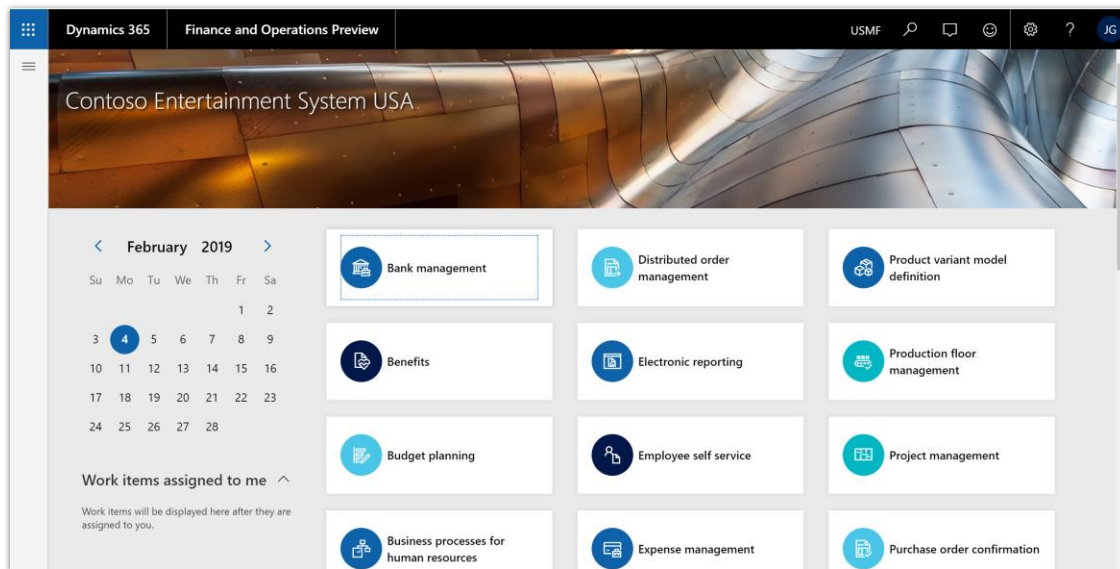 Dynamics 365 Finance and Operations Preview USMF ? JG
Contoso Entertainment System USA
February 2019
Su Mo Tu We Th Fr Sa
1 2
3 4 5 6 7 8 9
10 11 12 13 14 15 16
17 18 19 20 21 22 23
24 25 26 27 28
Work items assigned to me
Work items will be displayed here after they are
assigned to you.
Bank management
Distributed order
management
Product variant model
definition
Benefits
Electronic reporting
Production floor
management
Budget planning
Employee self service
Project management
Business processes for
human resources
Expense management
Purchase order confirmation